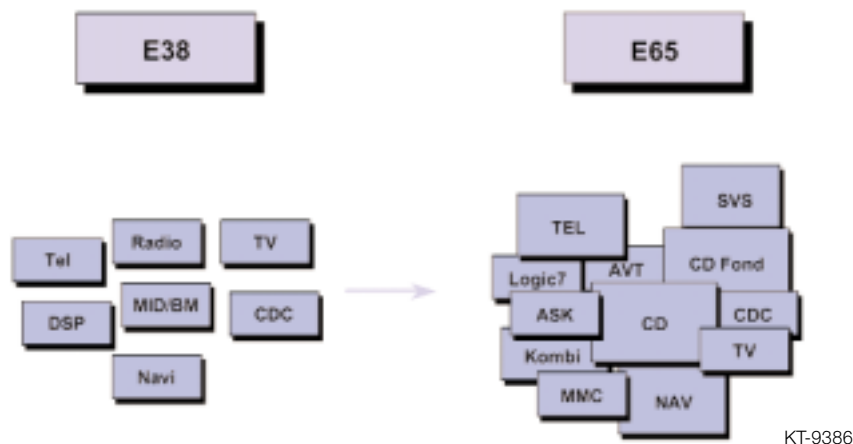 E38
E65
Tel
Radio
TV
DSP
MID/BM
CDC
Navi
SVS
TEL
CD Fond
AVT
Logic7
ASK
CD
CDC
TV
Kombi
MMC
NAV
KT-9386